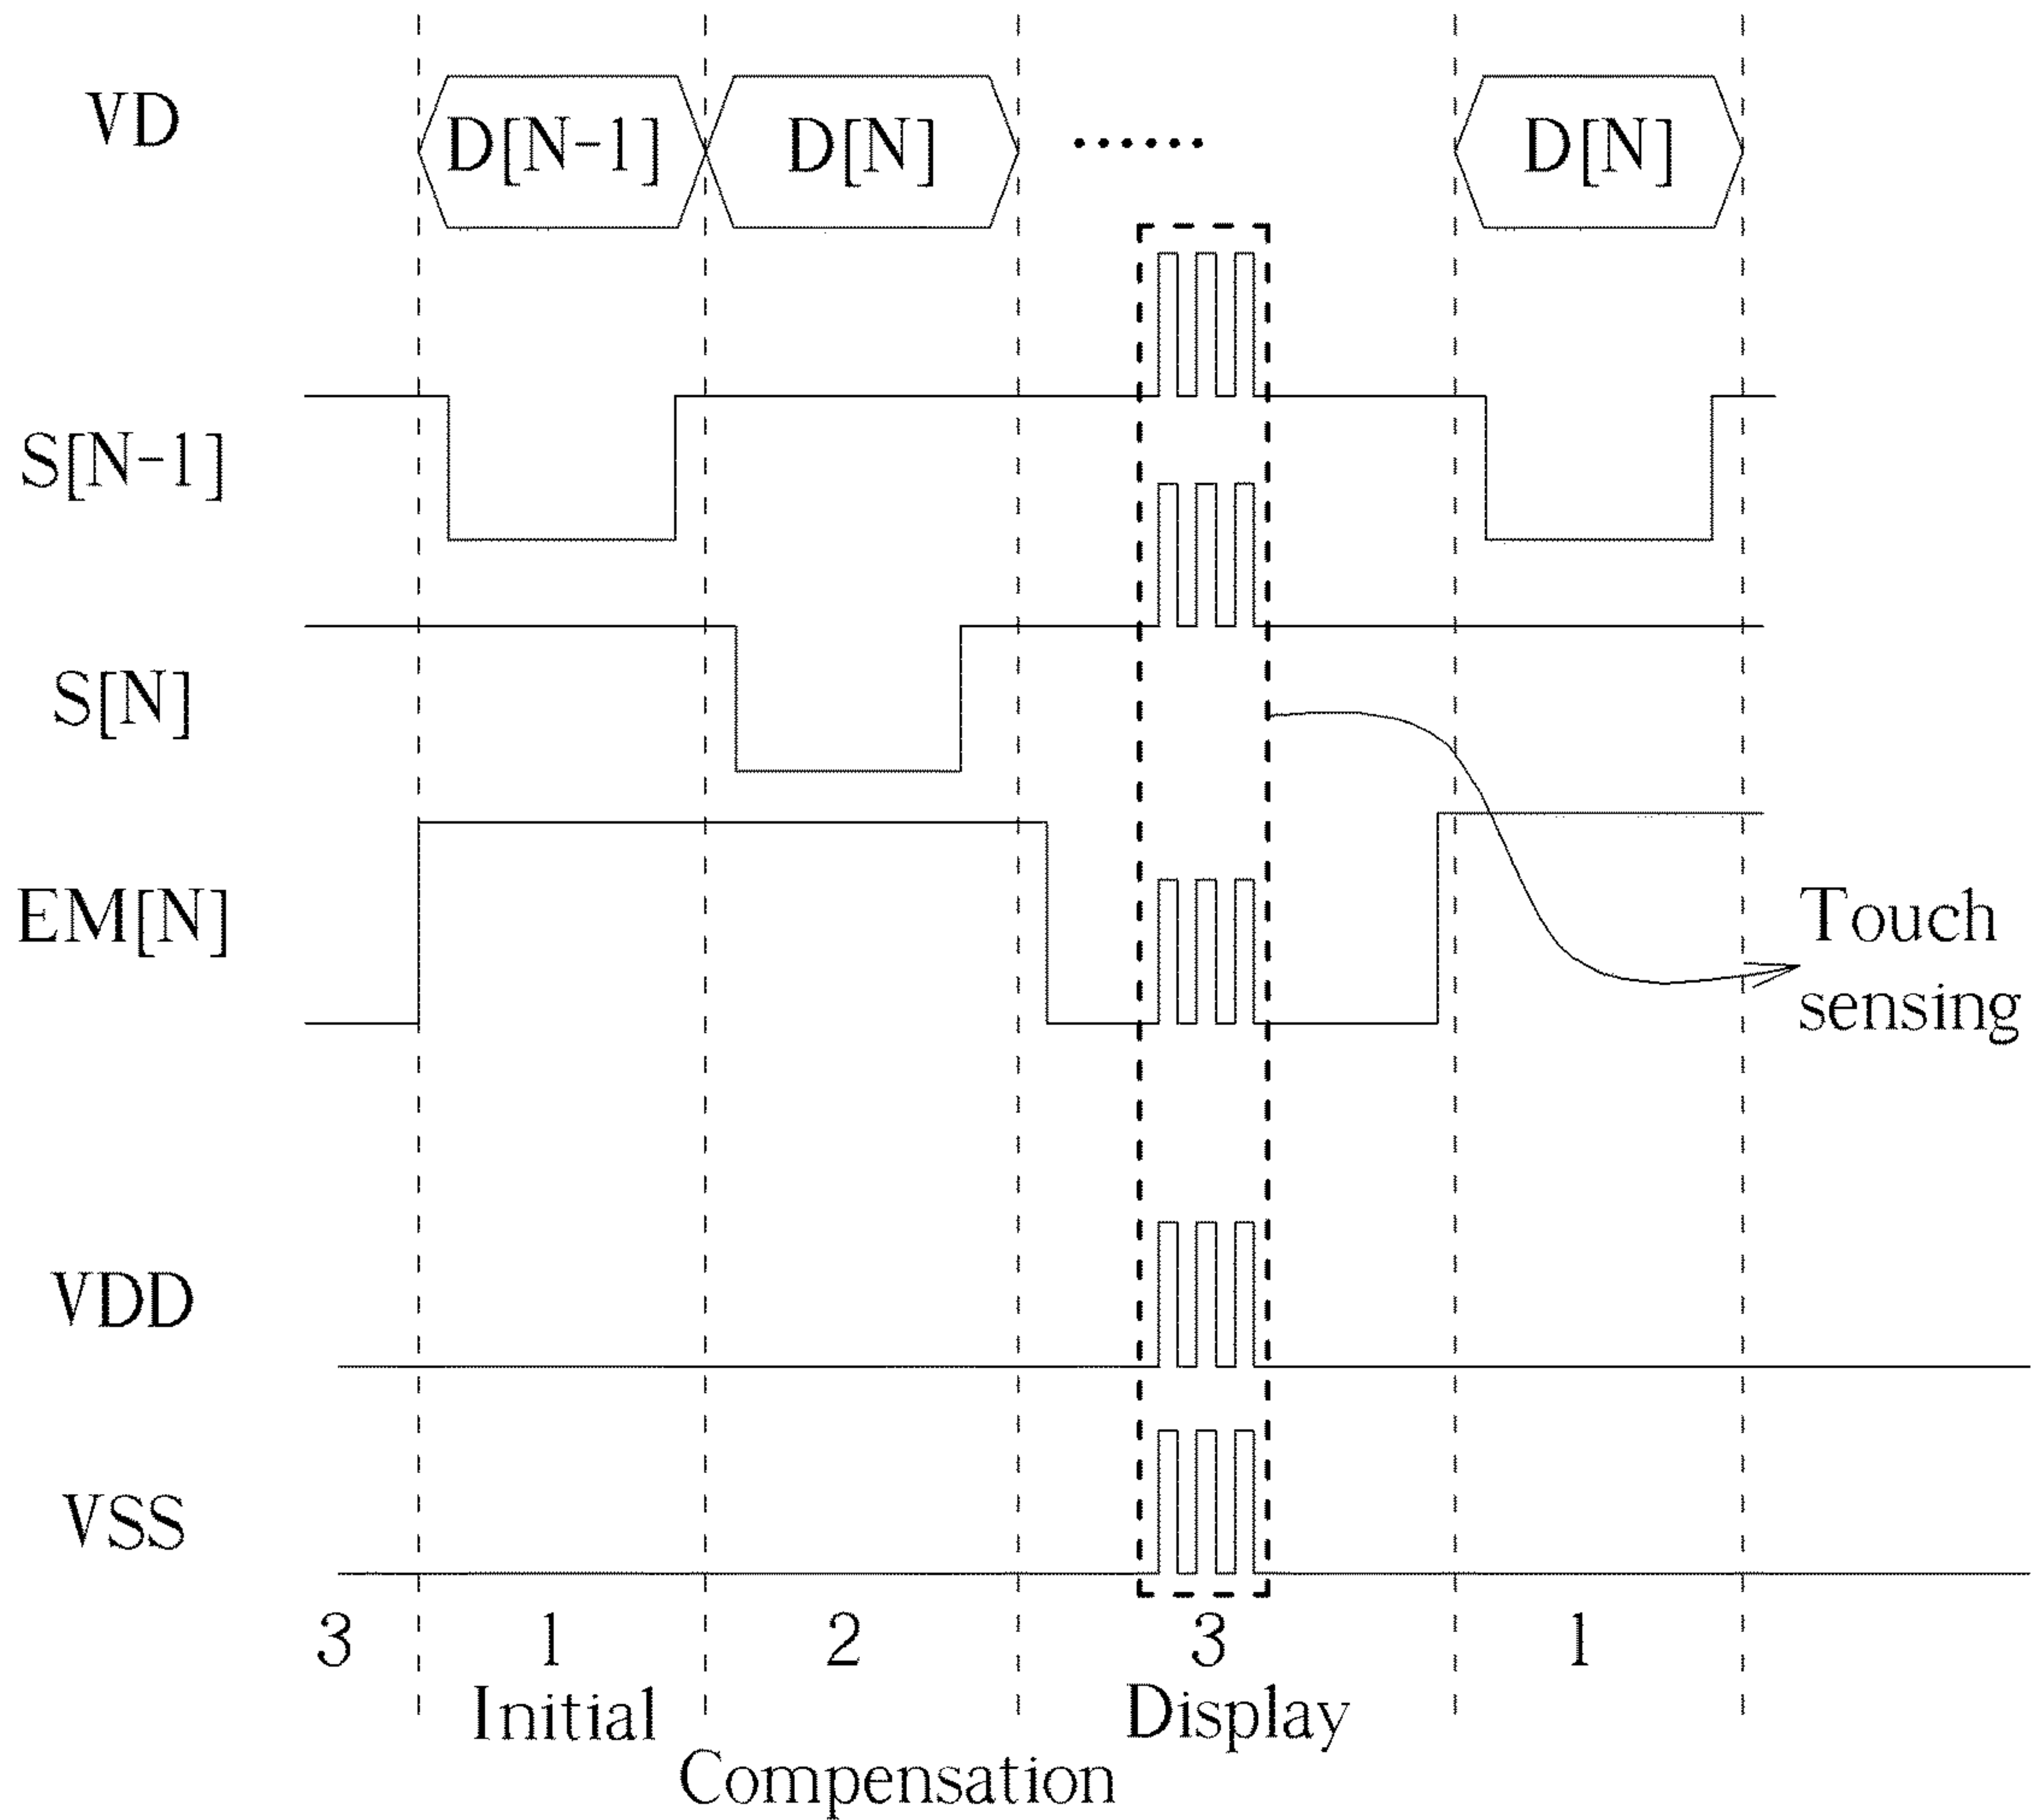 VD
D[N-1]
D[N]
......
D[N]
S[N-1]
S[N]
EM[N]
Touch
sensing
VDD
VSS
3
1
2
3
1
Initial
Display
Compensation